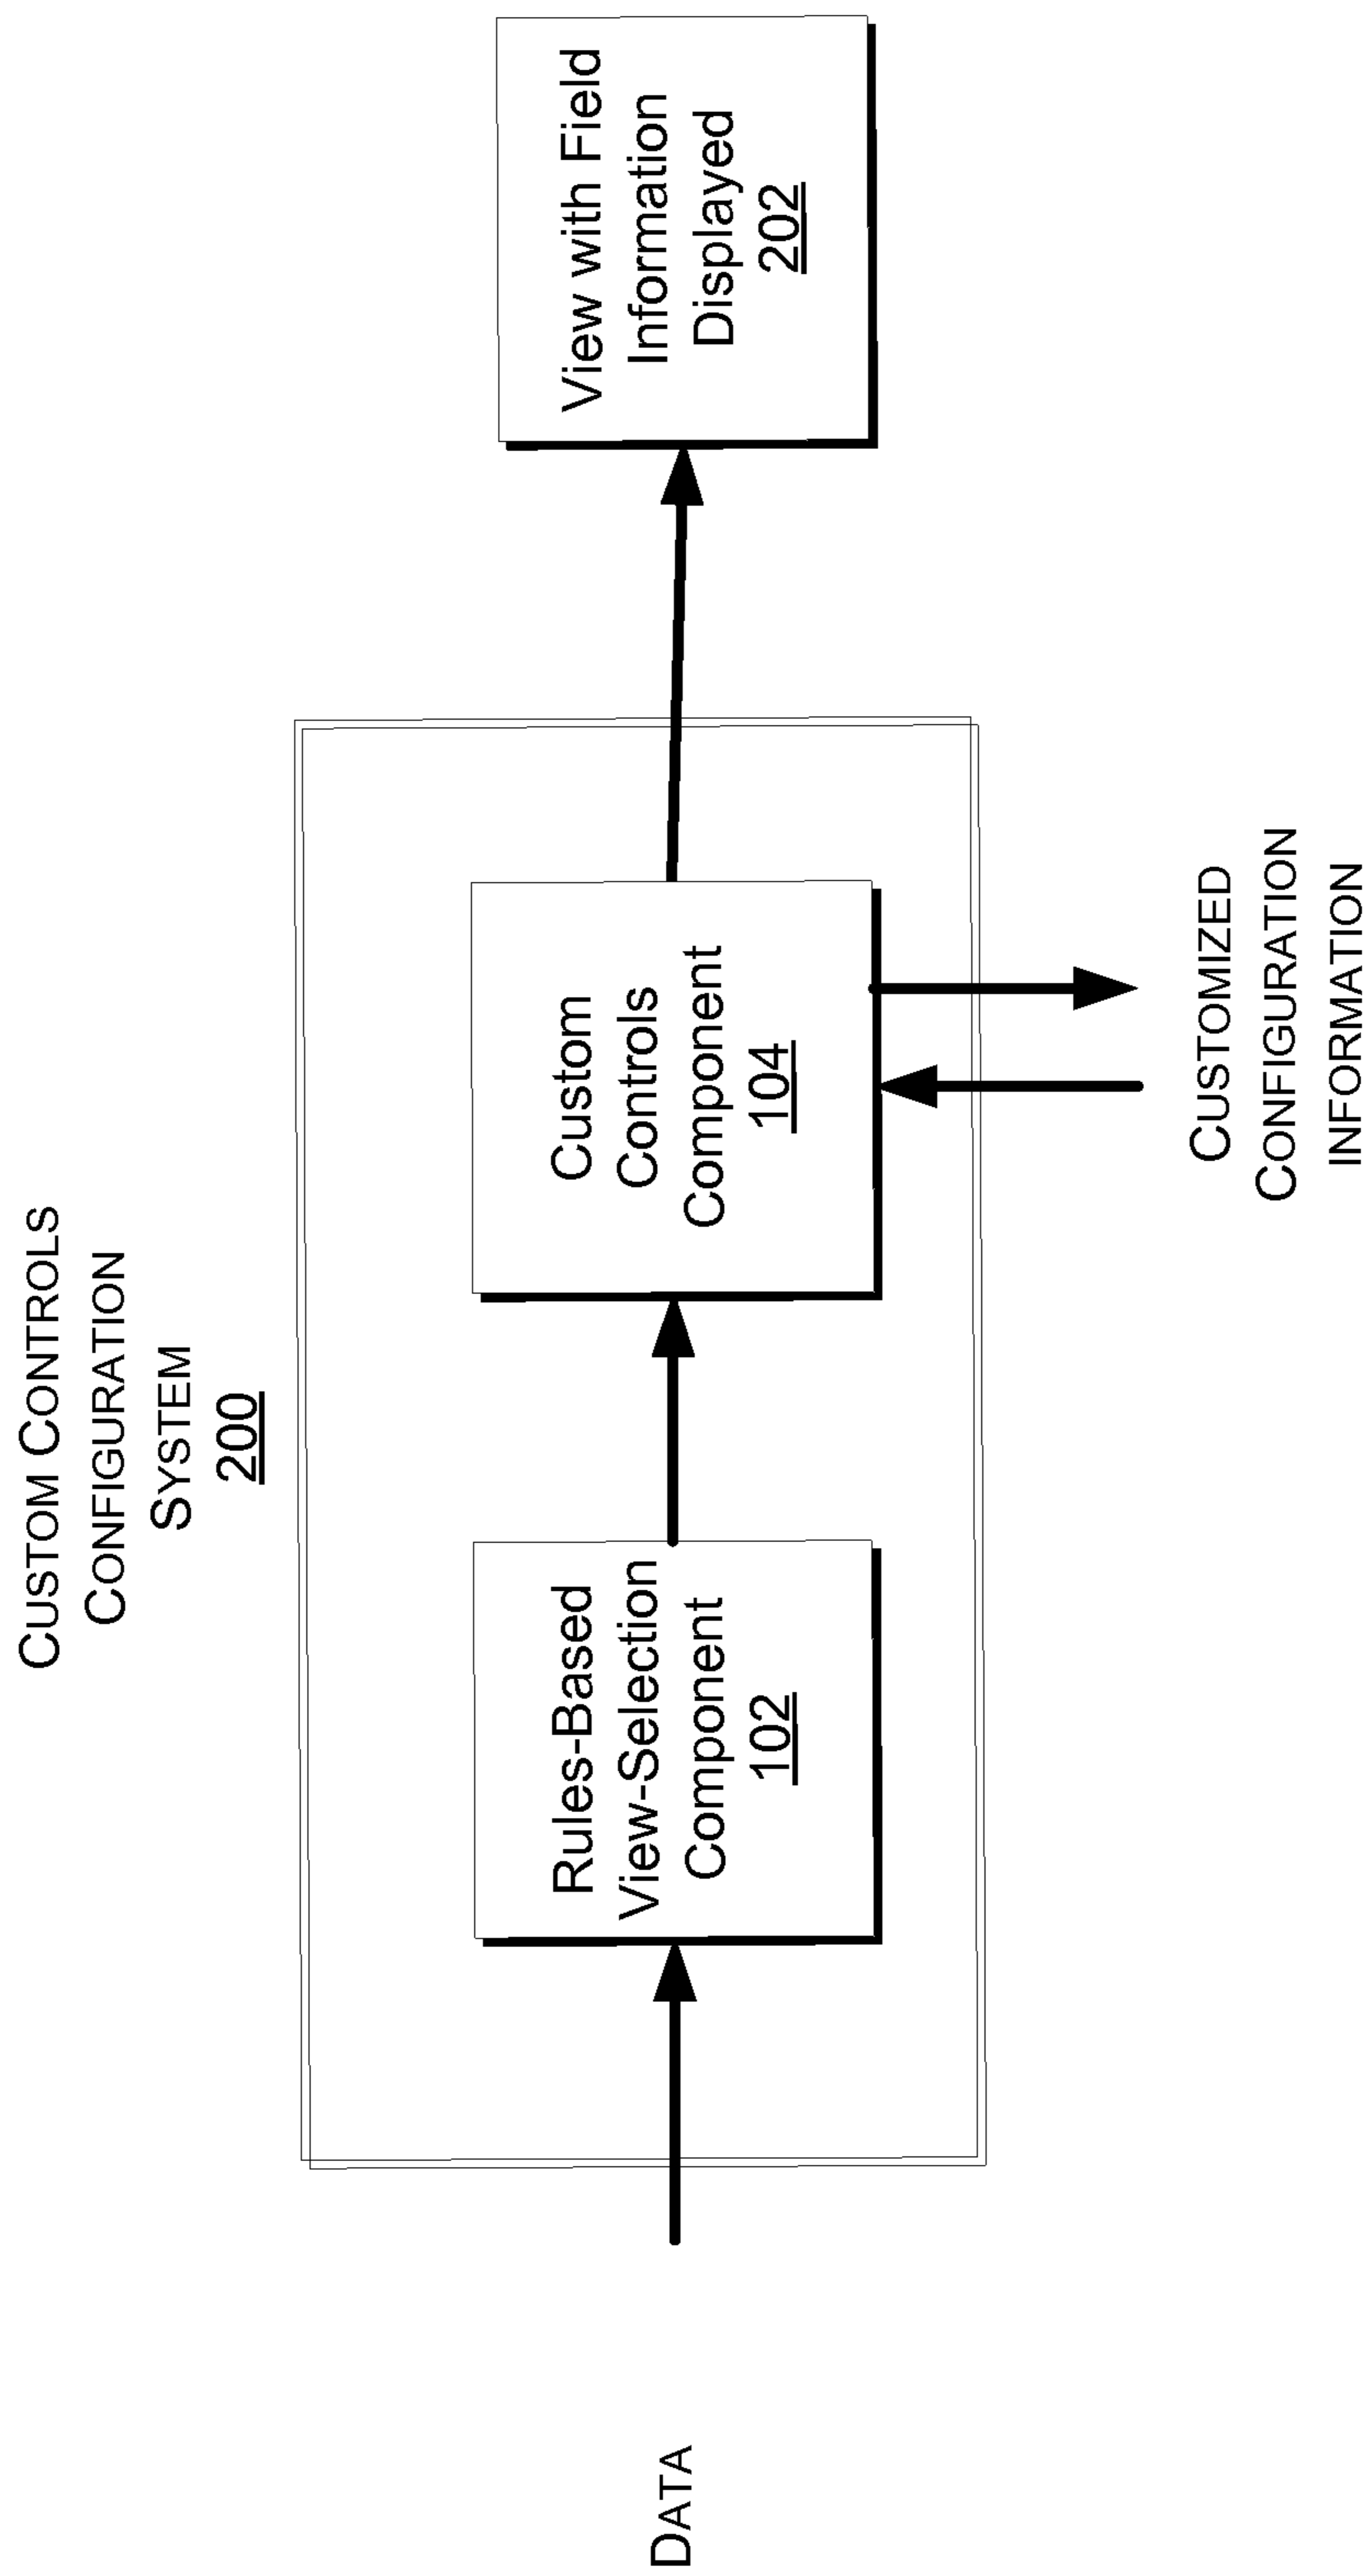 CUSTOM CONTROLS
CONFIGURATION
SYSTEM
200
DATA
Rules-Based
View-Selection
Component
102
Custom
Controls
Component
104
View with Field
Information
Displayed
202
CUSTOMIZED
CONFIGURATION
INFORMATION